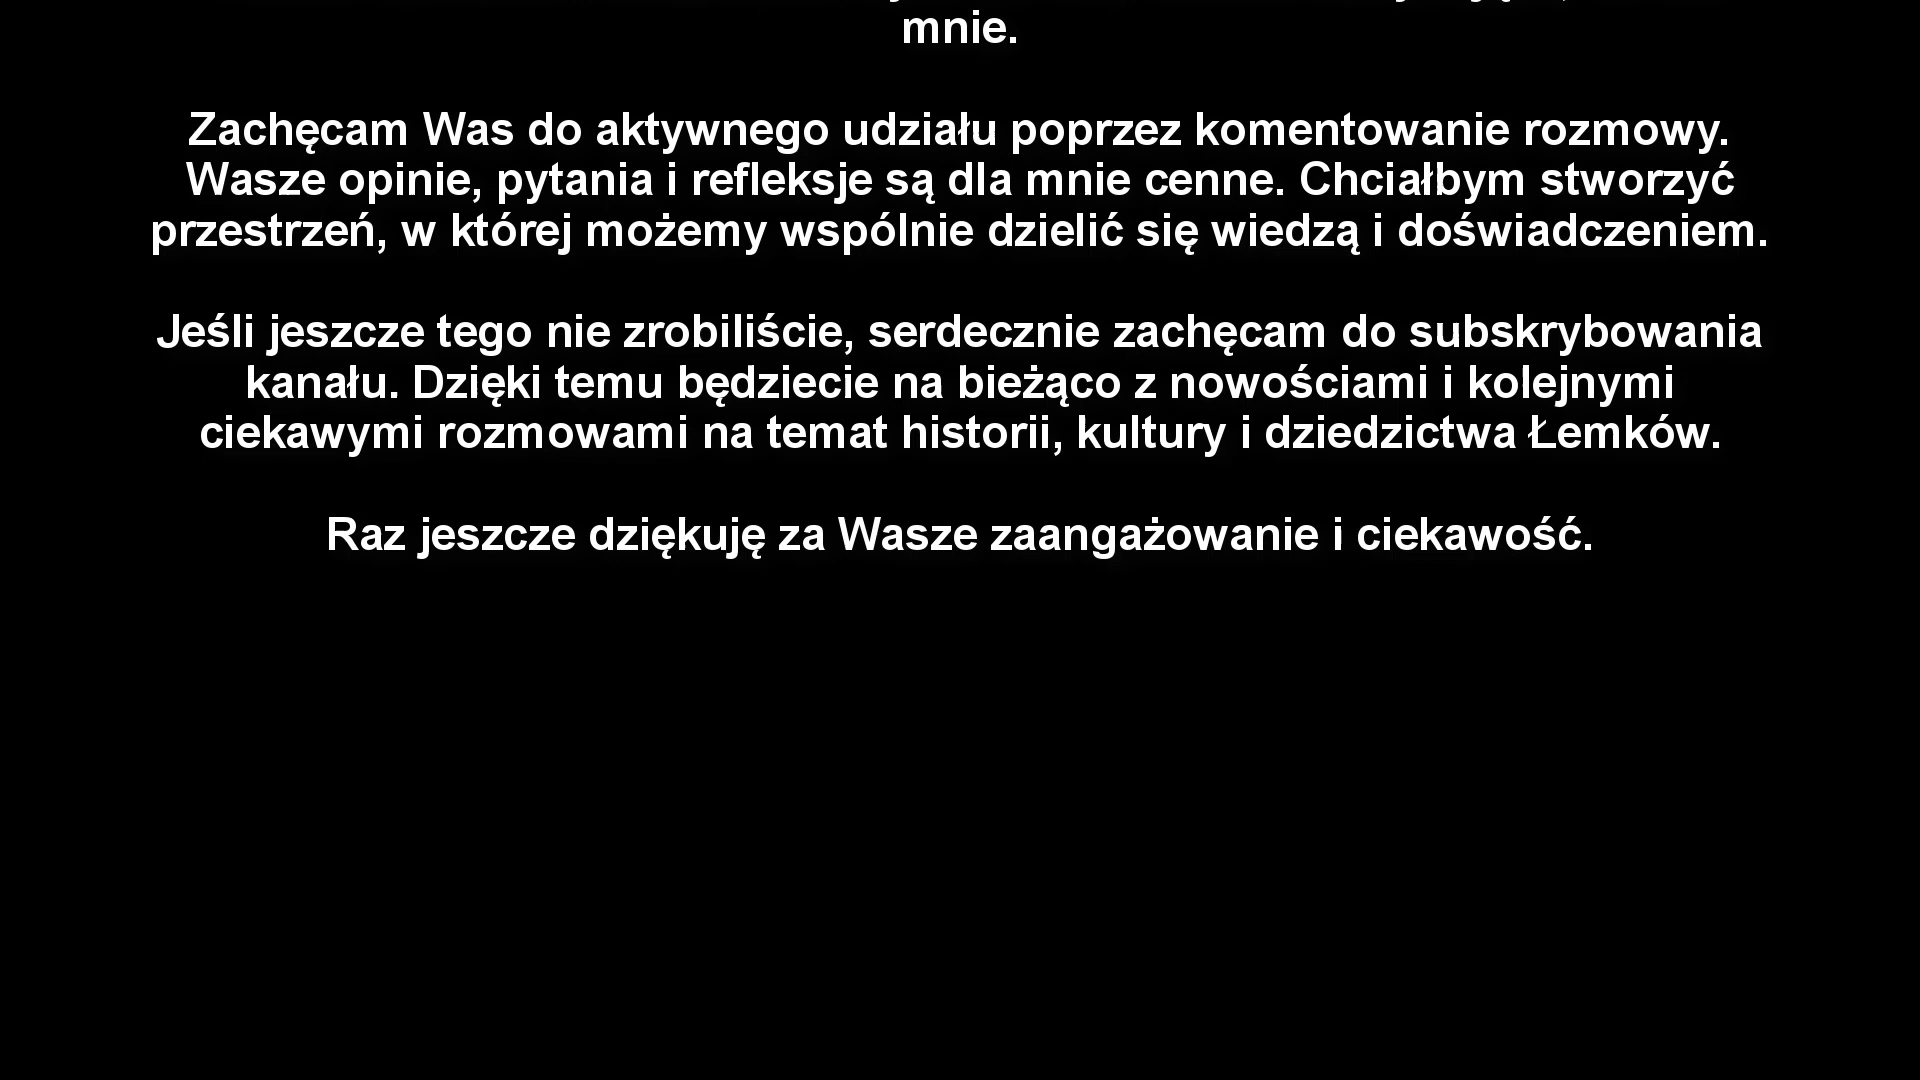 mnie.
Zachęcam Was do aktywnego udziału poprzez komentowanie rozmowy.
Wasze opinie, pytania i refleksje są dla mnie cenne. Chciałbym stworzyć
przestrzeń, w której możemy wspólnie dzielić się wiedzą i doświadczeniem.
Jeśli jeszcze tego nie zrobiliście, serdecznie zachęcam do subskrybowania
kanału. Dzięki temu będziecie na bieżąco z nowościami i kolejnymi
ciekawymi rozmowami na temat historii, kultury i dziedzictwa Łemków.
Raz jeszcze dziękuję za Wasze zaangażowanie i ciekawość.